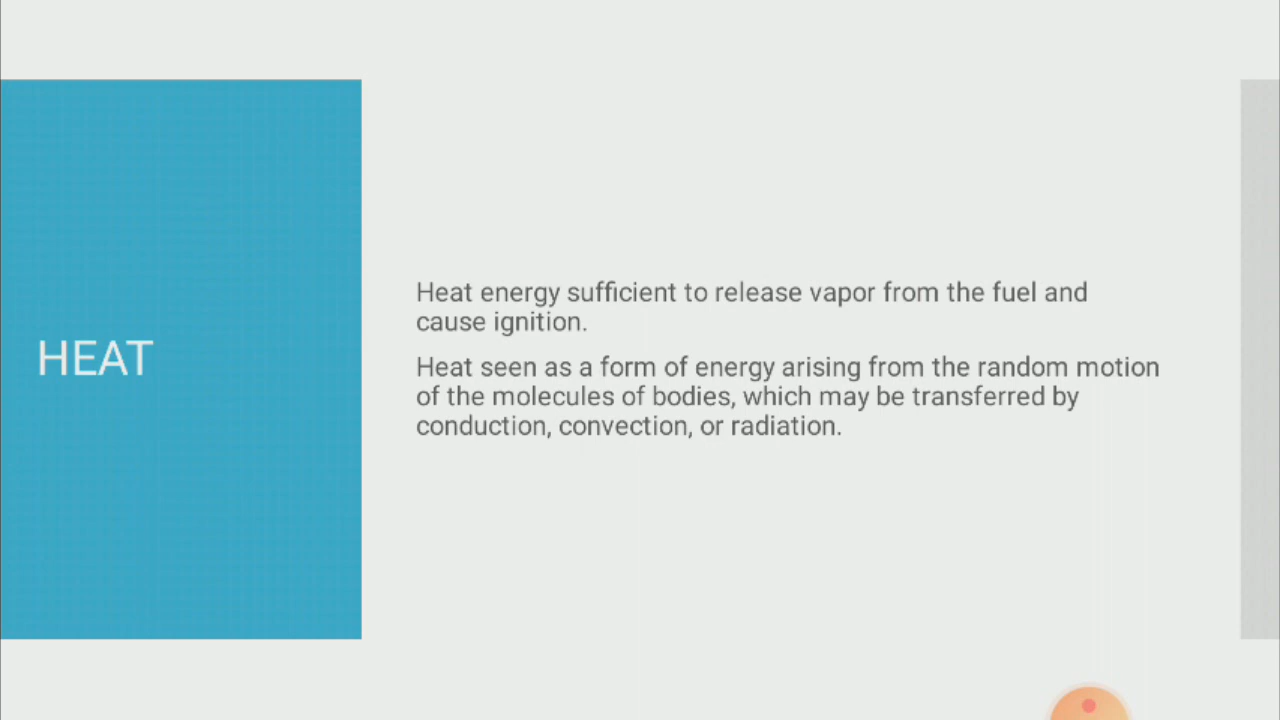 HEAT
Heat energy sufficient to release vapor from the fuel and
cause ignition.
Heat seen as a form of energy arising from the random motion
of the molecules of bodies, which may be transferred by
conduction, convection, or radiation.